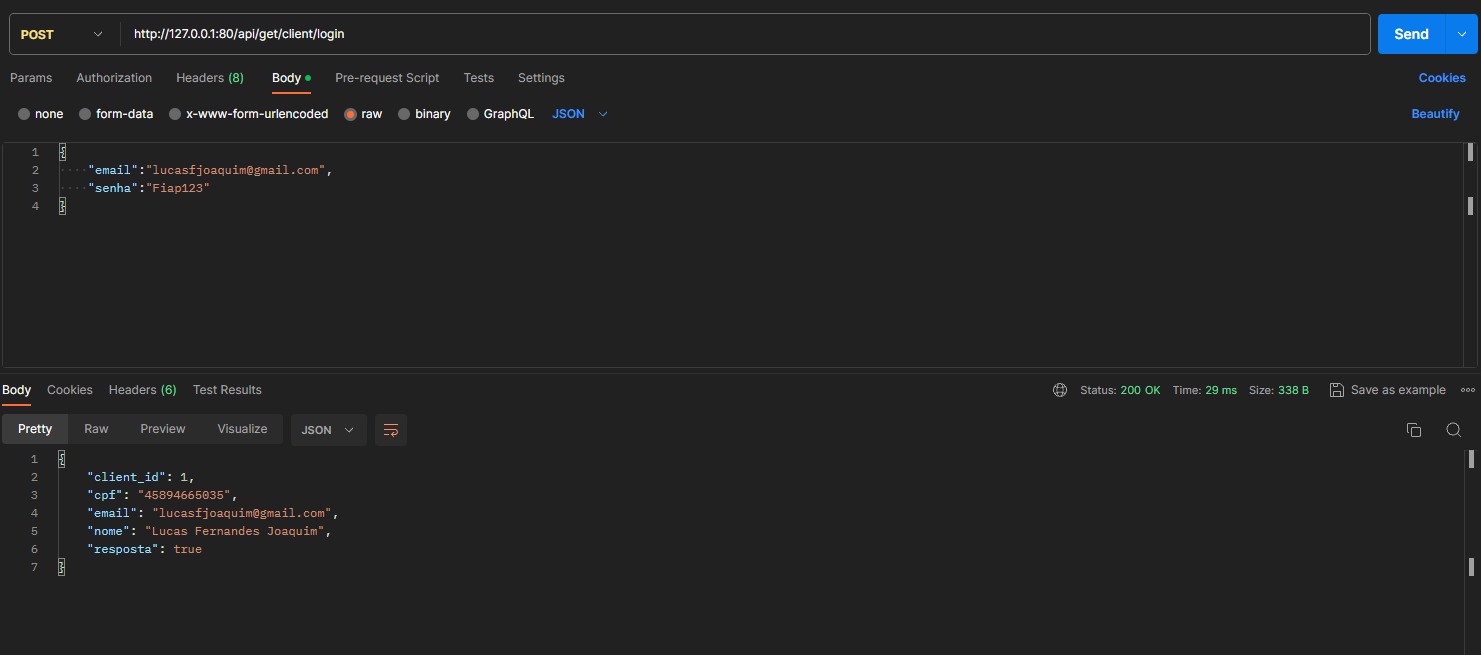 POST http://127.0.0.1:80/api/get/client/login Send
Params Authorization Headers (8) Body Pre-request Script Tests Settings Cookies
none form-data x-www-form-urlencoded raw binary GraphQL JSON Beautify
1 {
2 ····"email":"lucasfjoaquim@gmail.com",
3 ····"senha":"Fiap123"
4 }
Body Cookies Headers (6) Test Results Status: 200 OK Time: 29 ms Size: 338 B Save as example
Pretty Raw Preview Visualize JSON
1 {
2 "client_id": 1,
3 "cpf": "45894665035",
4 "email": "lucasfjoaquim@gmail.com",
5 "nome": "Lucas Fernandes Joaquim",
6 "resposta": true
7 }